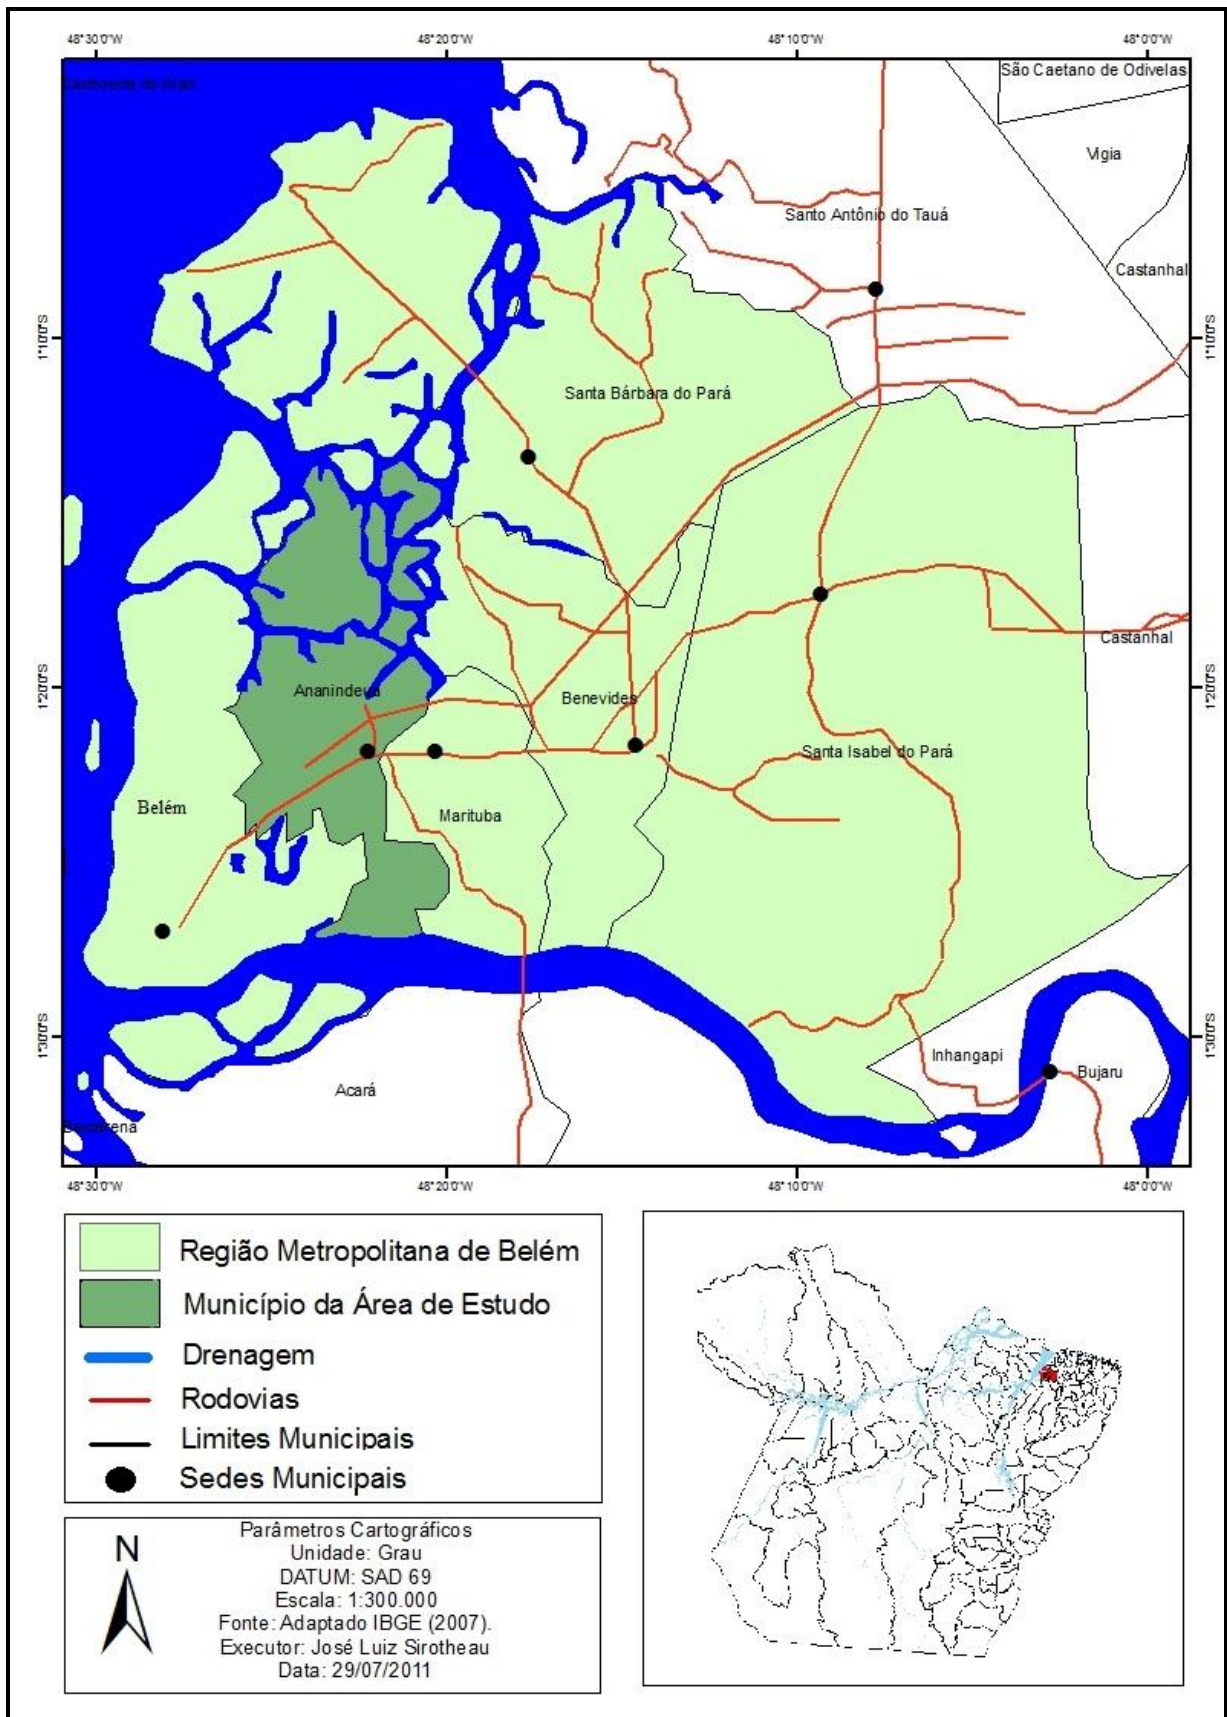 48°30'0"W 48°20'0"W 48°10'0"W 48°0'0"W
Cachoeira do Arari
São Caetano de Odivelas
Vigia
Santo Antônio do Tauá
Castanhal
1°10'0"S 1°10'0"S
Santa Bárbara do Pará
Castanhal
1°20'0"S 1°20'0"S
Ananindeua
Benevides
Santa Isabel do Pará
Belém
Marituba
1°30'0"S 1°30'0"S
Inhangapi
Bujaru
Acará
Barcarena
48°30'0"W 48°20'0"W 48°10'0"W 48°0'0"W
Região Metropolitana de Belém
Município da Área de Estudo
Drenagem
Rodovias
Limites Municipais
Sedes Municipais
N
Parâmetros Cartográficos
Unidade: Grau
DATUM: SAD 69
Escala: 1:300.000
Fonte: Adaptado IBGE (2007).
Executor: José Luiz Sirotheau
Data: 29/07/2011